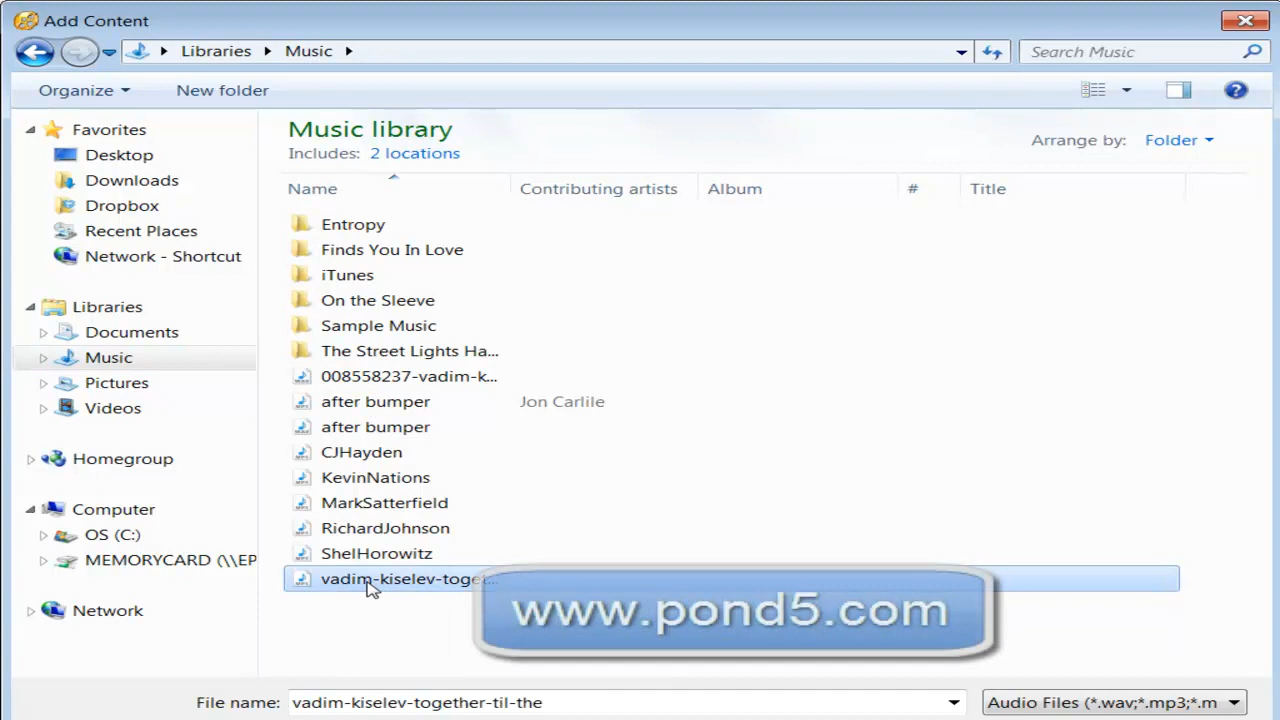 Add Content
Libraries Music Search Music
Organize New folder
Music library
Includes: 2 locations
Arrange by: Folder
Name Contributing artists Album # Title
Favorites
Desktop
Downloads
Dropbox
Recent Places
Network - Shortcut
Libraries
Documents
Music
Pictures
Videos
Homegroup
Computer
OS (C:)
MEMORYCARD (\\EP
Network
Entropy
Finds You In Love
iTunes
On the Sleeve
Sample Music
The Street Lights Ha...
008558237-vadim-k...
after bumper Jon Carlile
after bumper
CJHayden
KevinNations
MarkSatterfield
RichardJohnson
ShelHorowitz
vadim-kiselev-toget...
www.pond5.com
File name: vadim-kiselev-together-til-the Audio Files (*.wav;*.mp3;*.m